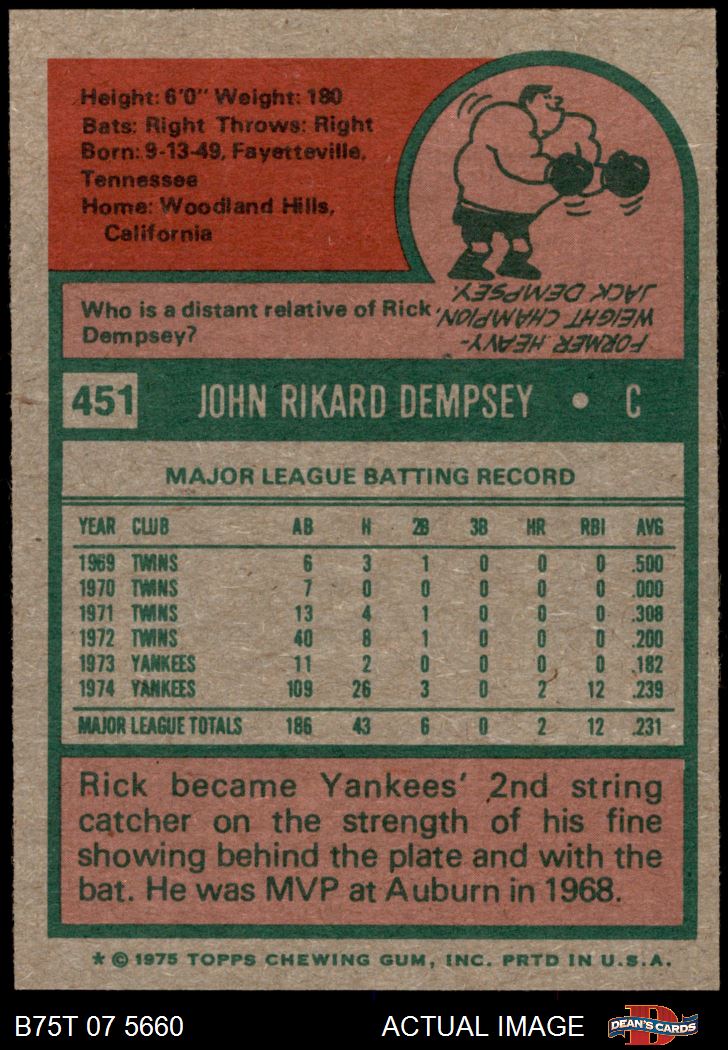 Height: 6'0" Weight: 180
Bats: Right Throws: Right
Born: 9-13-49, Fayetteville,
Tennessee
Home: Woodland Hills,
California
Who is a distant relative of Rick
Dempsey?
FORMER HEAVY-
WEIGHT CHAMPION,
JACK DEMPSEY.
451 JOHN RIKARD DEMPSEY • C
MAJOR LEAGUE BATTING RECORD
YEAR CLUB AB H 2B 3B HR RBI AVG
1969 TWINS 6 3 1 0 0 0 .500
1970 TWINS 7 0 0 0 0 0 .000
1971 TWINS 13 4 1 0 0 0 .308
1972 TWINS 40 8 1 0 0 0 .200
1973 YANKEES 11 2 0 0 0 0 .182
1974 YANKEES 109 26 3 0 2 12 .239
MAJOR LEAGUE TOTALS 186 43 6 0 2 12 .231
Rick became Yankees' 2nd string
catcher on the strength of his fine
showing behind the plate and with the
bat. He was MVP at Auburn in 1968.
* © 1975 TOPPS CHEWING GUM, INC. PRTD IN U.S.A.
B75T 07 5660 ACTUAL IMAGE DEAN'S CARDS